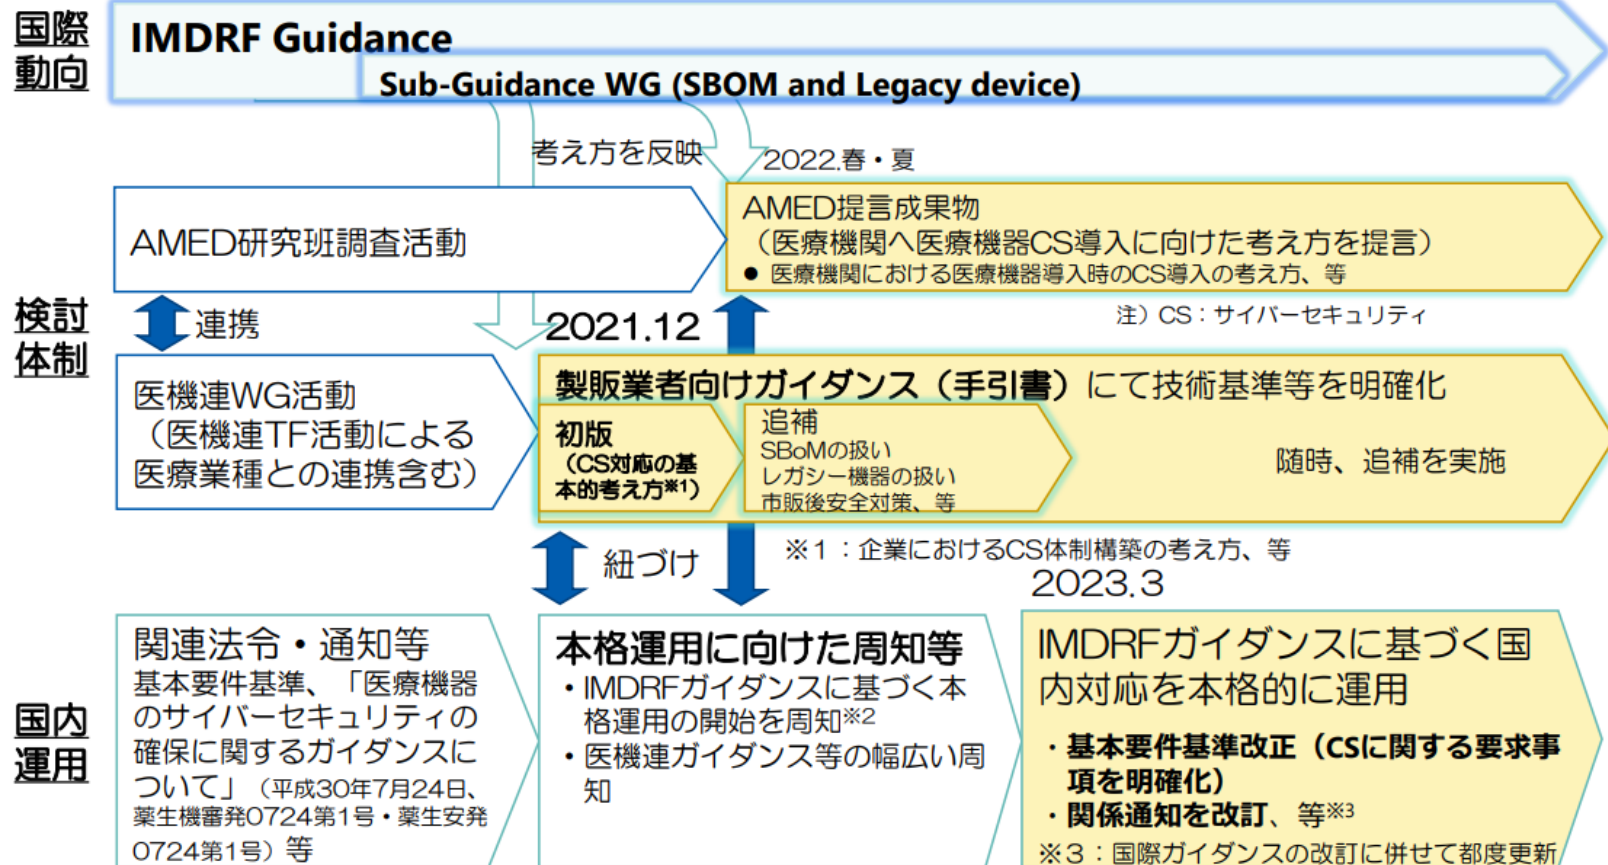 国際
動向
IMDRF Guidance
Sub-Guidance WG (SBOM and Legacy device)
考え方を反映
2022.春・夏
検討
体制
AMED研究班調査活動
AMED提言成果物
（医療機関へ医療機器CS導入に向けた考え方を提言）
● 医療機関における医療機器導入時のCS導入の考え方、等
注）CS：サイバーセキュリティ
連携
2021.12
医機連WG活動
（医機連TF活動による
医療業種との連携含む）
製販業者向けガイダンス（手引書）にて技術基準等を明確化
初版
（CS対応の基
本的考え方※1）
追補
SBoMの扱い
レガシー機器の扱い
市販後安全対策、等
随時、追補を実施
紐づけ
※１：企業におけるCS体制構築の考え方、等
2023.3
国内
運用
関連法令・通知等
基本要件基準、「医療機器
のサイバーセキュリティの
確保に関するガイダンスに
ついて」（平成30年7月24日、
薬生機審発0724第1号・薬生安発
0724第1号）等
本格運用に向けた周知等
・IMDRFガイダンスに基づく本
格運用の開始を周知※2
・医機連ガイダンス等の幅広い周
知
IMDRFガイダンスに基づく国
内対応を本格的に運用
・基本要件基準改正（CSに関する要求事
項を明確化）
・関係通知を改訂、等※3
※３：国際ガイダンスの改訂に併せて都度更新